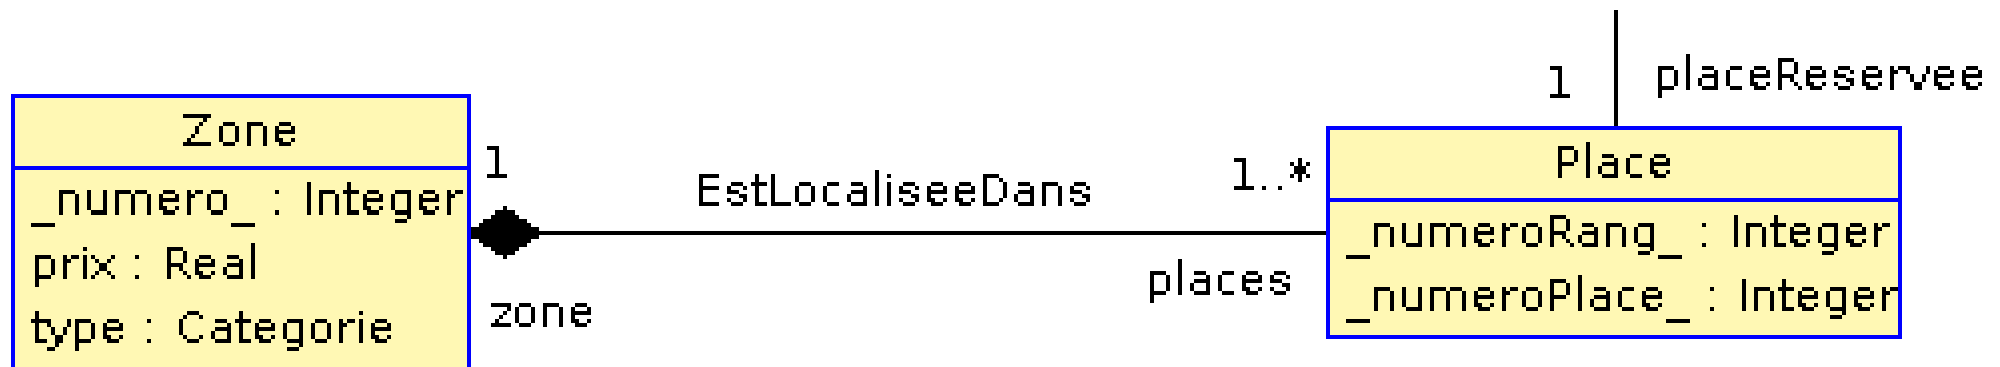 1
placeReservee
Zone
_numero_ : Integer
prix : Real
type : Categorie
1
EstLocaliseeDans
1..*
zone
places
Place
_numeroRang_ : Integer
_numeroPlace_ : Integer